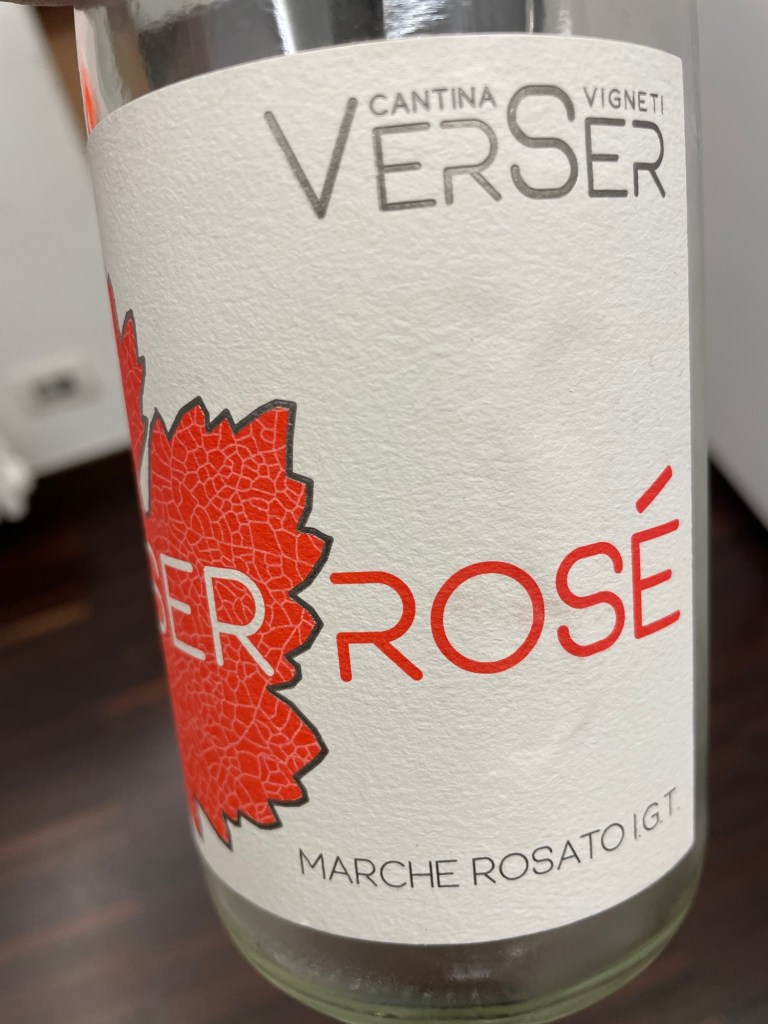 CANTINA VIGNETI
VERSER
SER ROSÉ
MARCHE ROSATO I.G.T.